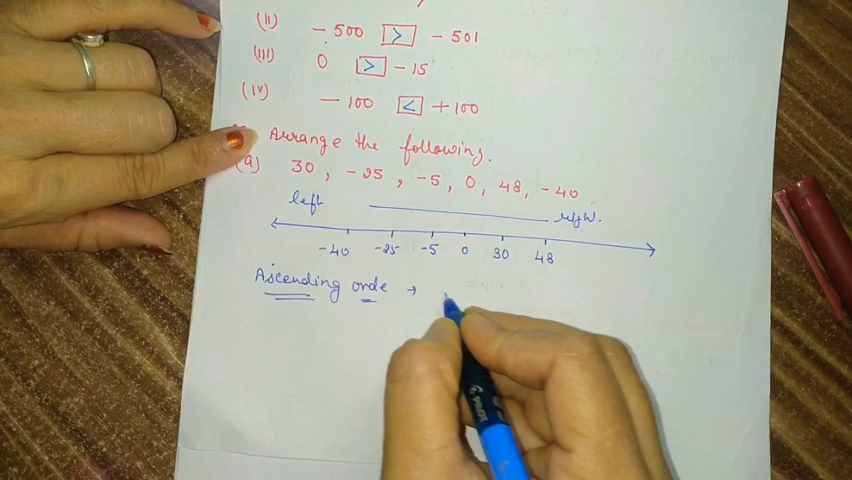 (II) - 500 > - 501
(III) 0 > - 15
(IV) - 100 < + 100
Arrange the following.
(a) 30, -25, -5, 0, 48, -40
left right.
-40 -25 -5 0 30 48
Ascending orde →